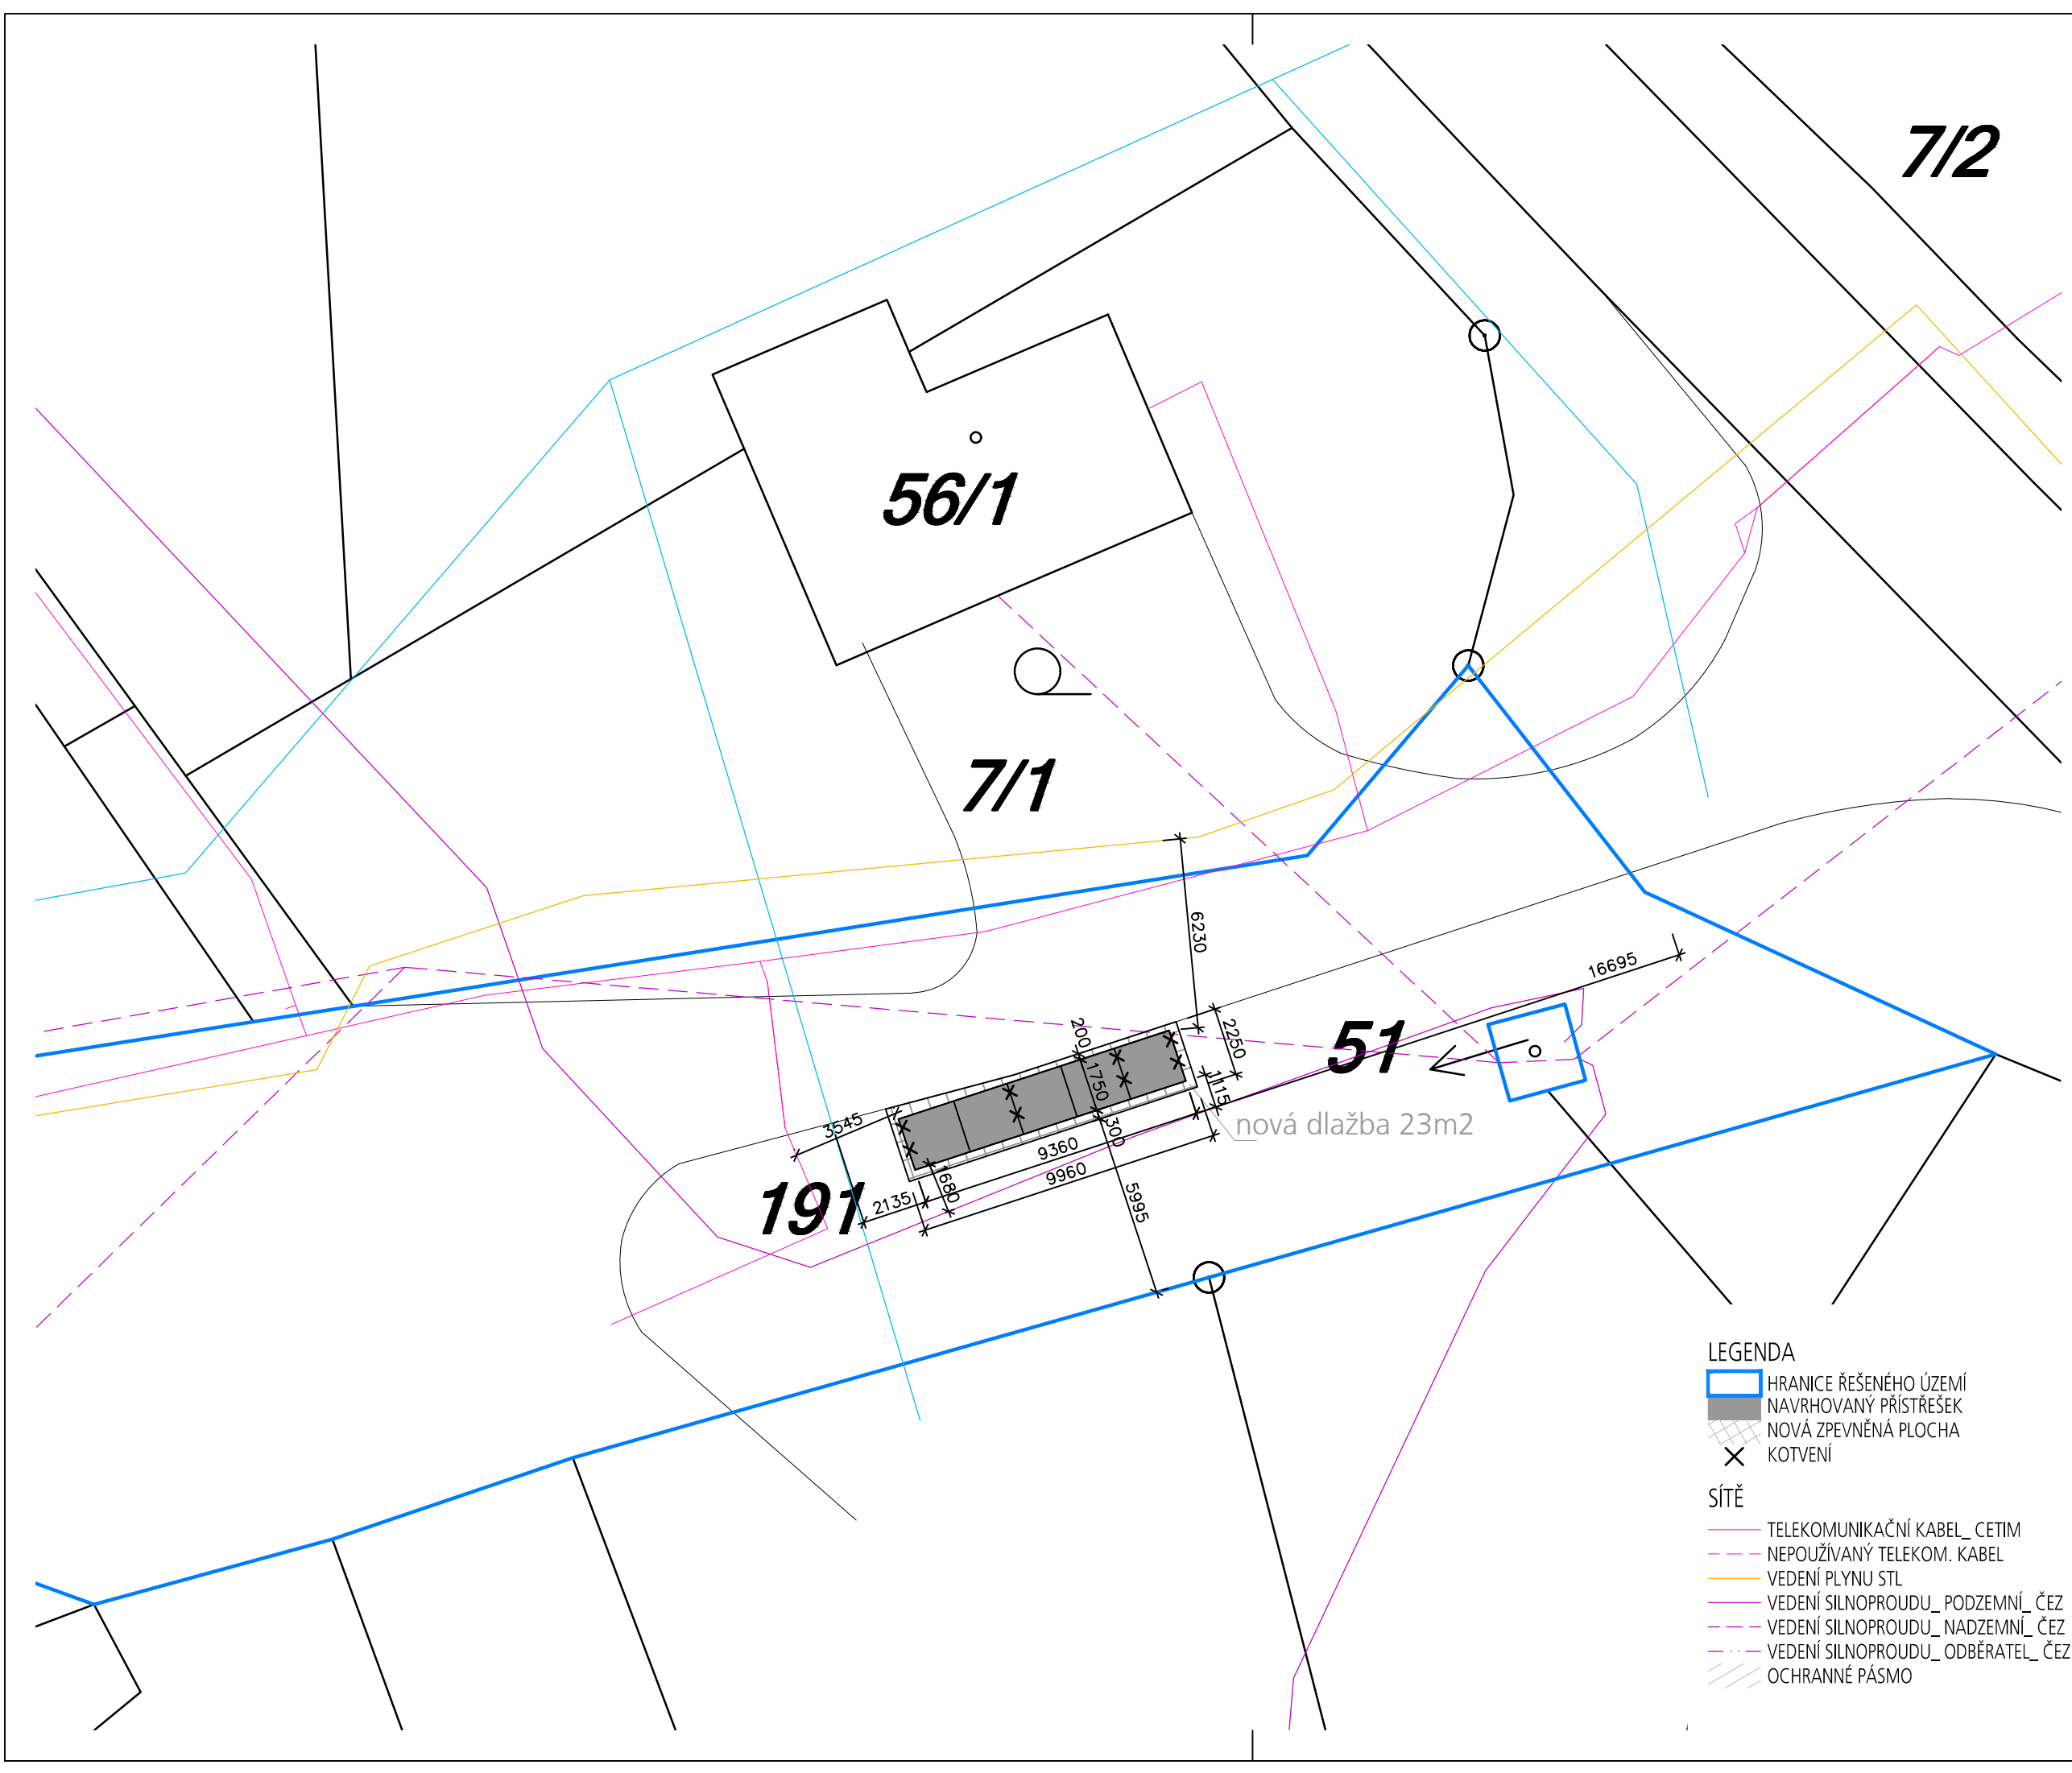 7/2
56/1
7/1
6230
16695
200
2250
51
1750
1115
3545
nová dlažba 23m2
300
9360
9960
1680
2135
191
5995
LEGENDA
HRANICE ŘEŠENÉHO ÚZEMÍ
NAVRHOVANÝ PŘÍSTŘEŠEK
NOVÁ ZPEVNĚNÁ PLOCHA
KOTVENÍ
SÍTĚ
TELEKOMUNIKAČNÍ KABEL_ CETIM
NEPOUŽÍVANÝ TELEKOM. KABEL
VEDENÍ PLYNU STL
VEDENÍ SILNOPROUDU_ PODZEMNÍ_ ČEZ
VEDENÍ SILNOPROUDU_ NADZEMNÍ_ ČEZ
VEDENÍ SILNOPROUDU_ ODBĚRATEL_ ČEZ
OCHRANNÉ PÁSMO